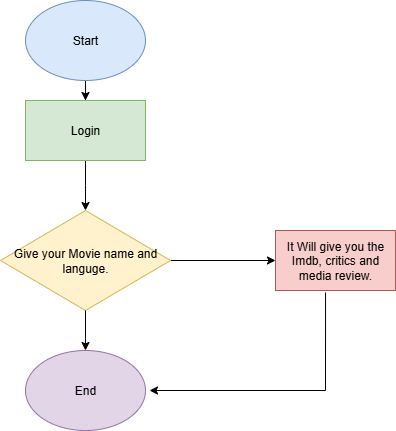 Start
Login
Give your Movie name and
languge.
It Will give you the
Imdb, critics and
media review.
End